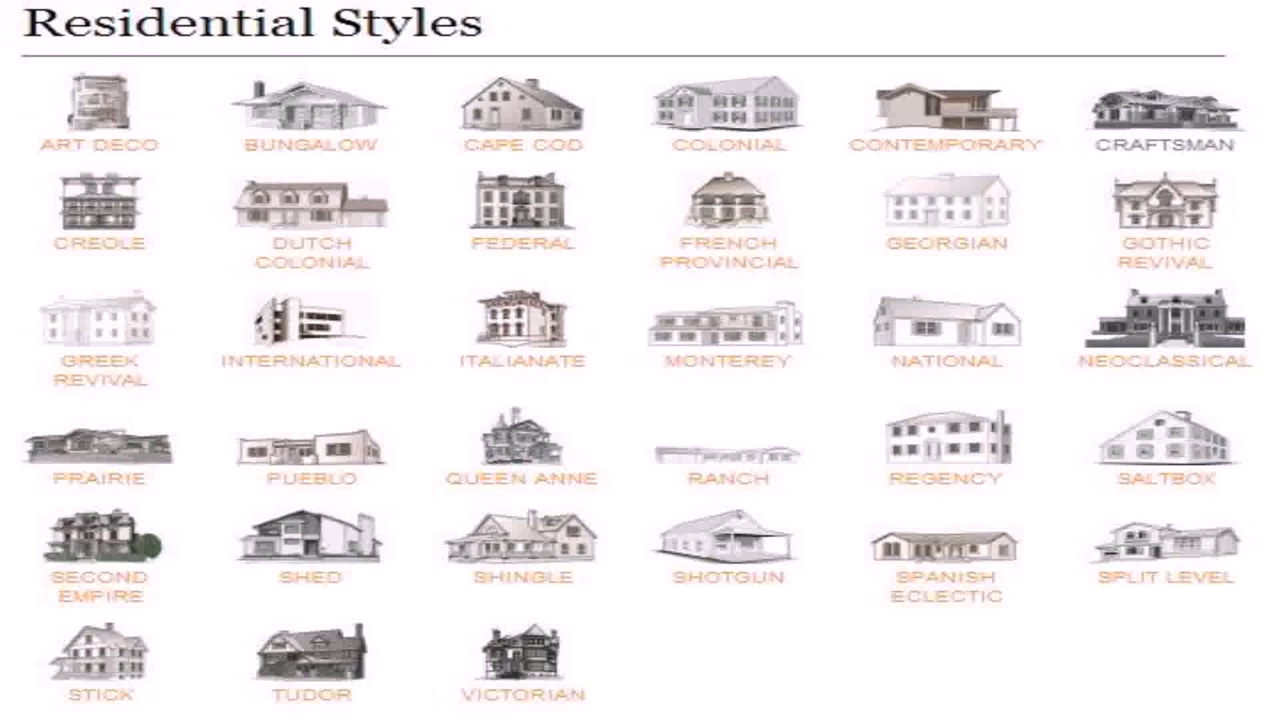 Residential Styles
ART DECO
BUNGALOW
CAPE COD
COLONIAL
CONTEMPORARY
CRAFTSMAN
CREOLE
DUTCH
COLONIAL
FEDERAL
FRENCH
PROVINCIAL
GEORGIAN
GOTHIC
REVIVAL
GREEK
REVIVAL
INTERNATIONAL
ITALIANATE
MONTEREY
NATIONAL
NEOCLASSICAL
PRAIRIE
PUEBLO
QUEEN ANNE
RANCH
REGENCY
SALTBOX
SECOND
EMPIRE
SHED
SHINGLE
SHOTGUN
SPANISH
ECLECTIC
SPLIT LEVEL
STICK
TUDOR
VICTORIAN